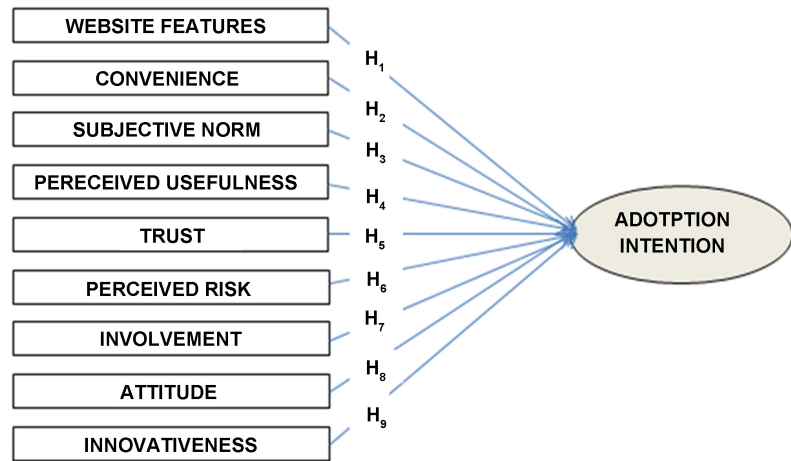 WEBSITE FEATURES
H₁
CONVENIENCE
H₂
SUBJECTIVE NORM
H₃
PERECEIVED USEFULNESS
H₄
TRUST
H₅
PERCEIVED RISK
H₆
INVOLVEMENT
H₇
ATTITUDE
H₈
INNOVATIVENESS
H₉
ADOTPTION
INTENTION